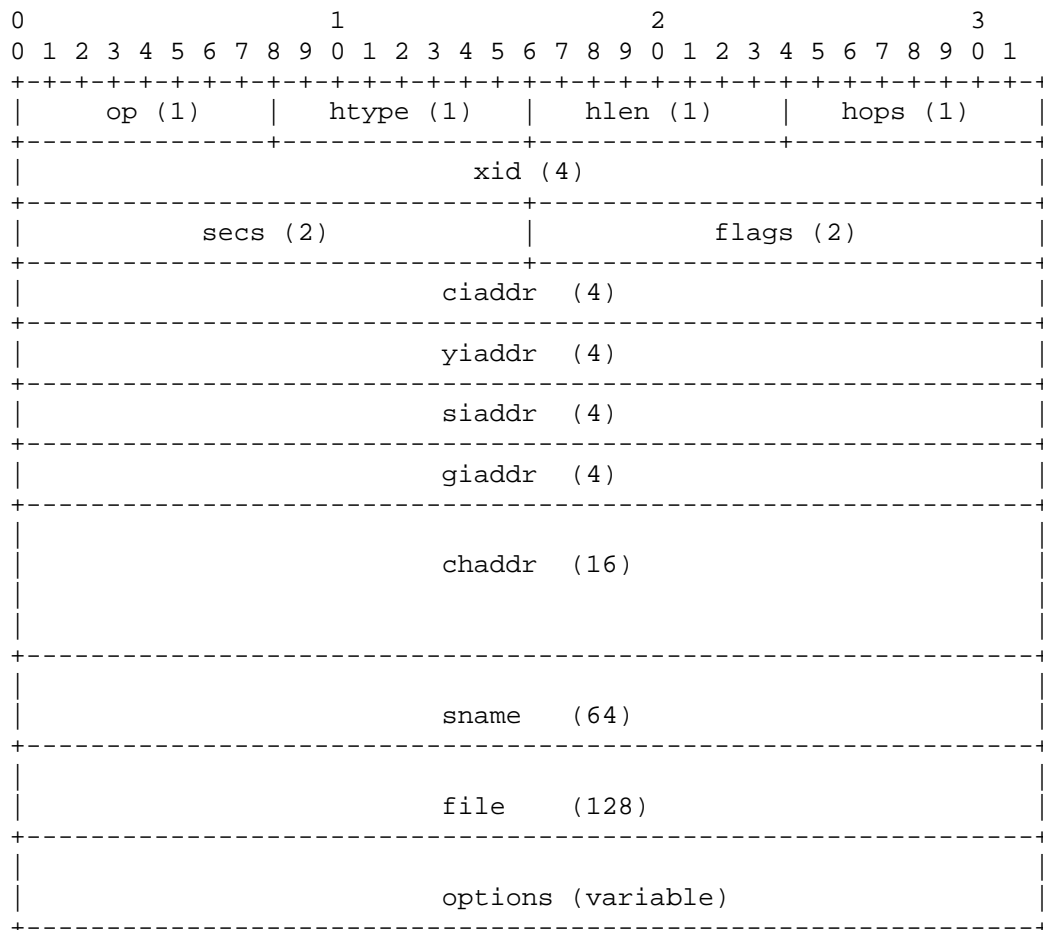 0                   1                   2                   3
0 1 2 3 4 5 6 7 8 9 0 1 2 3 4 5 6 7 8 9 0 1 2 3 4 5 6 7 8 9 0 1
+-+-+-+-+-+-+-+-+-+-+-+-+-+-+-+-+-+-+-+-+-+-+-+-+-+-+-+-+-+-+-+-+
|     op (1)    |   htype (1)   |   hlen (1)    |   hops (1)    |
+---------------+---------------+---------------+---------------+
|                            xid (4)                            |
+-------------------------------+-------------------------------+
|           secs (2)            |           flags (2)           |
+-------------------------------+-------------------------------+
|                          ciaddr  (4)                          |
+---------------------------------------------------------------+
|                          yiaddr  (4)                          |
+---------------------------------------------------------------+
|                          siaddr  (4)                          |
+---------------------------------------------------------------+
|                          giaddr  (4)                          |
+---------------------------------------------------------------+
|                                                               |
|                          chaddr  (16)                         |
|                                                               |
|                                                               |
+---------------------------------------------------------------+
|                                                               |
|                          sname   (64)                         |
+---------------------------------------------------------------+
|                                                               |
|                          file    (128)                        |
+---------------------------------------------------------------+
|                                                               |
|                          options (variable)                   |
+---------------------------------------------------------------+